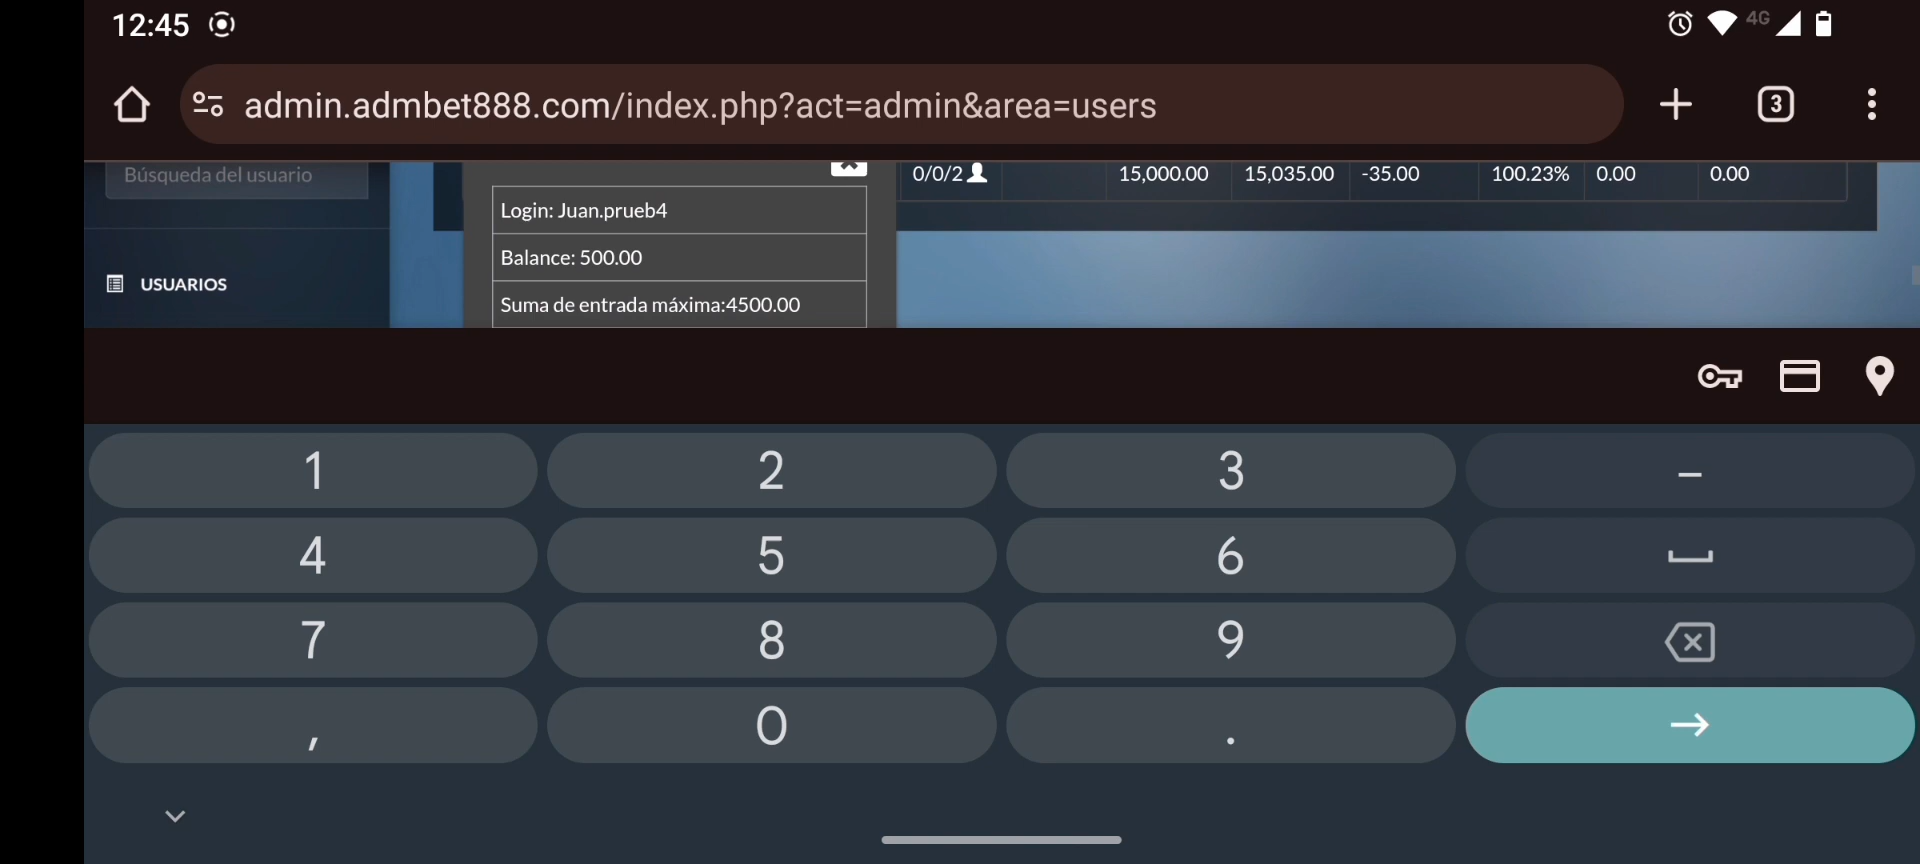 12:45
4G
admin.admbet888.com/index.php?act=admin&area=users
3
Búsqueda del usuario
0/0/2 15,000.00 15,035.00 -35.00 100.23% 0.00 0.00
Login: Juan.prueb4
Balance: 500.00
USUARIOS
Suma de entrada máxima:4500.00
1 2 3 –
4 5 6
7 8 9
, 0 .